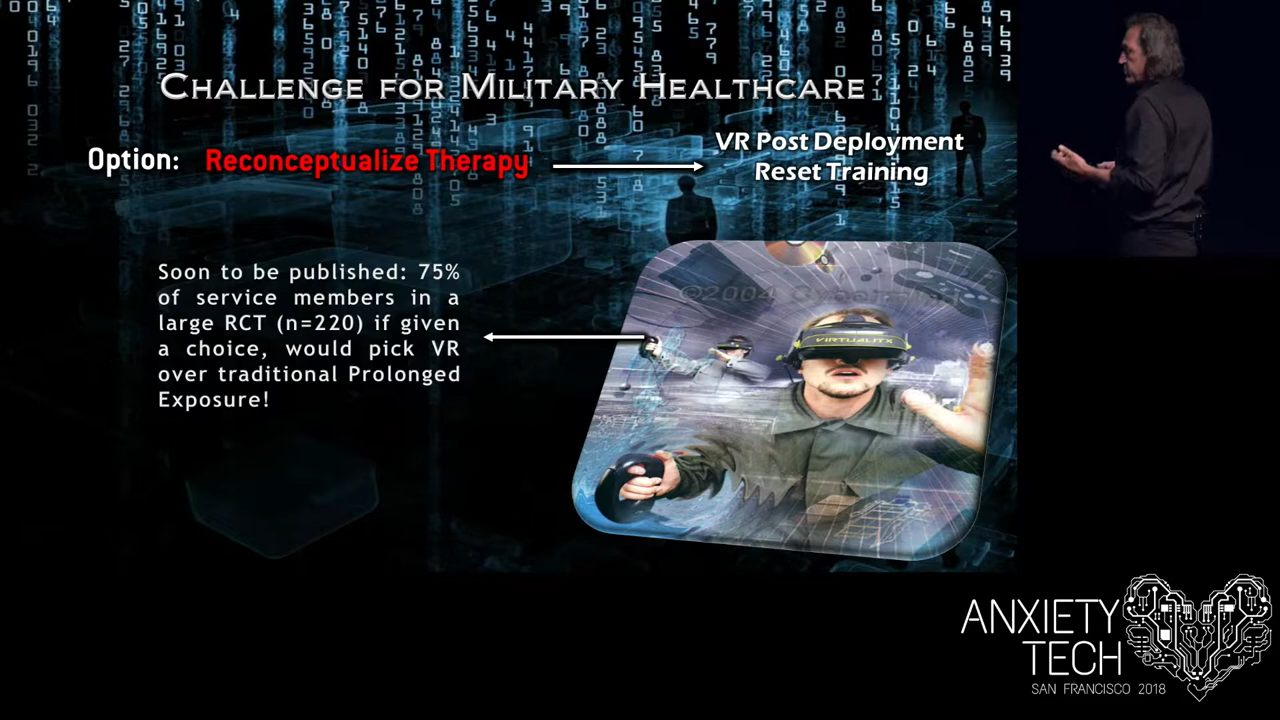 Challenge for Military Healthcare
Option: Reconceptualize Therapy
VR Post Deployment
Reset Training
Soon to be published: 75%
of service members in a
large RCT (n=220) if given
a choice, would pick VR
over traditional Prolonged
Exposure!
©2004
VIRTUALITX
ANXIETY
TECH
SAN FRANCISCO 2018